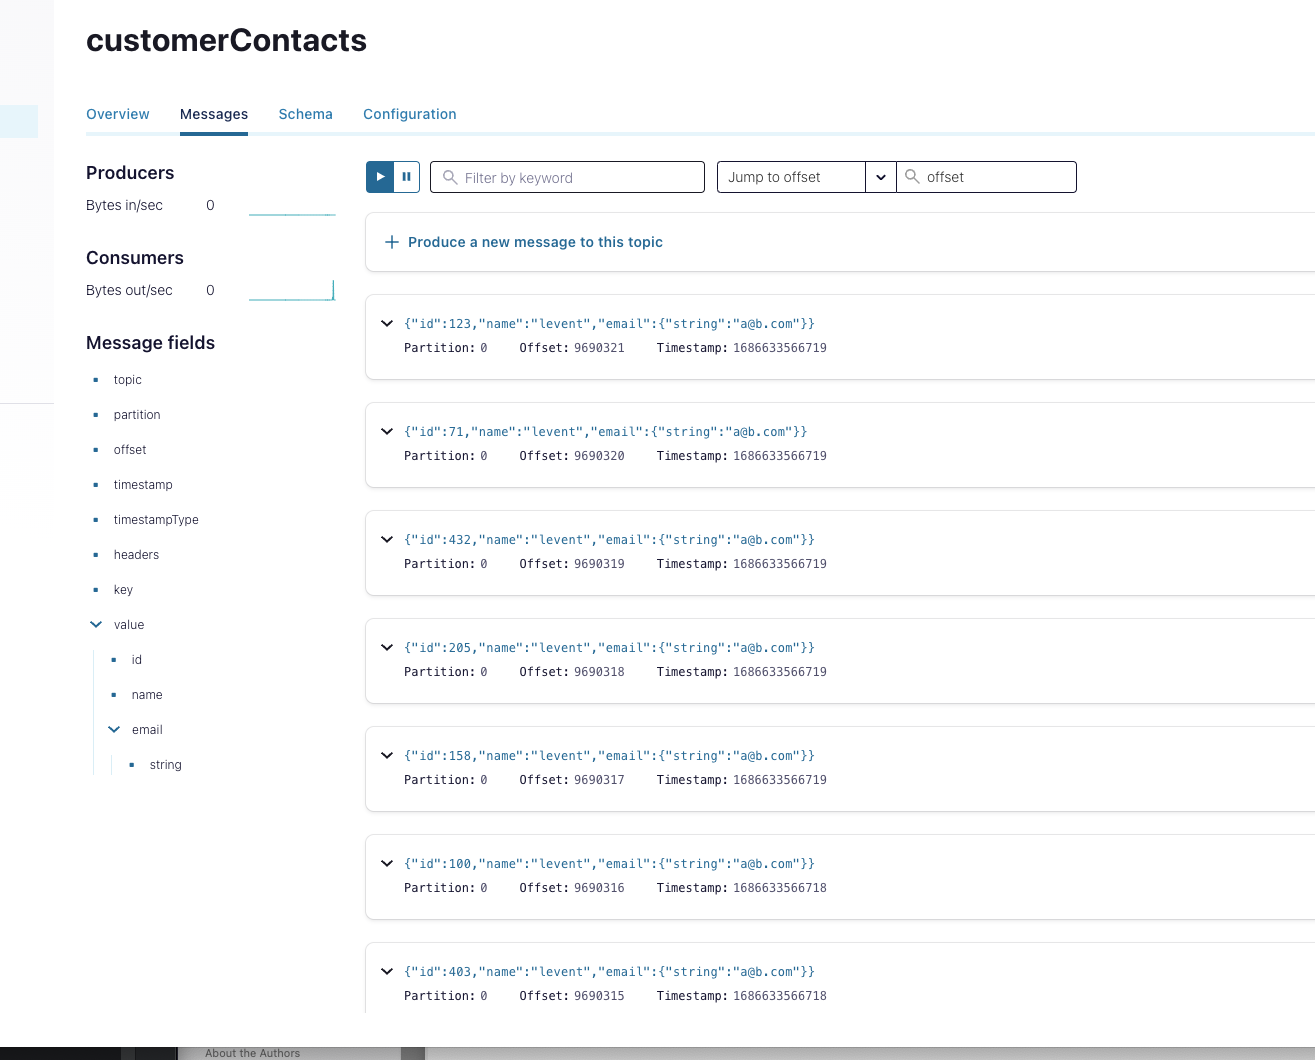 customerContacts
Overview Messages Schema Configuration
Producers
Bytes in/sec 0
Consumers
Bytes out/sec 0
Message fields
topic
partition
offset
timestamp
timestampType
headers
key
value
id
name
email
string
Filter by keyword Jump to offset offset
Produce a new message to this topic
{"id":123,"name":"levent","email":{"string":"a@b.com"}}
Partition: 0 Offset: 9690321 Timestamp: 1686633566719
{"id":71,"name":"levent","email":{"string":"a@b.com"}}
Partition: 0 Offset: 9690320 Timestamp: 1686633566719
{"id":432,"name":"levent","email":{"string":"a@b.com"}}
Partition: 0 Offset: 9690319 Timestamp: 1686633566719
{"id":205,"name":"levent","email":{"string":"a@b.com"}}
Partition: 0 Offset: 9690318 Timestamp: 1686633566719
{"id":158,"name":"levent","email":{"string":"a@b.com"}}
Partition: 0 Offset: 9690317 Timestamp: 1686633566719
{"id":100,"name":"levent","email":{"string":"a@b.com"}}
Partition: 0 Offset: 9690316 Timestamp: 1686633566718
{"id":403,"name":"levent","email":{"string":"a@b.com"}}
Partition: 0 Offset: 9690315 Timestamp: 1686633566718
About the Authors